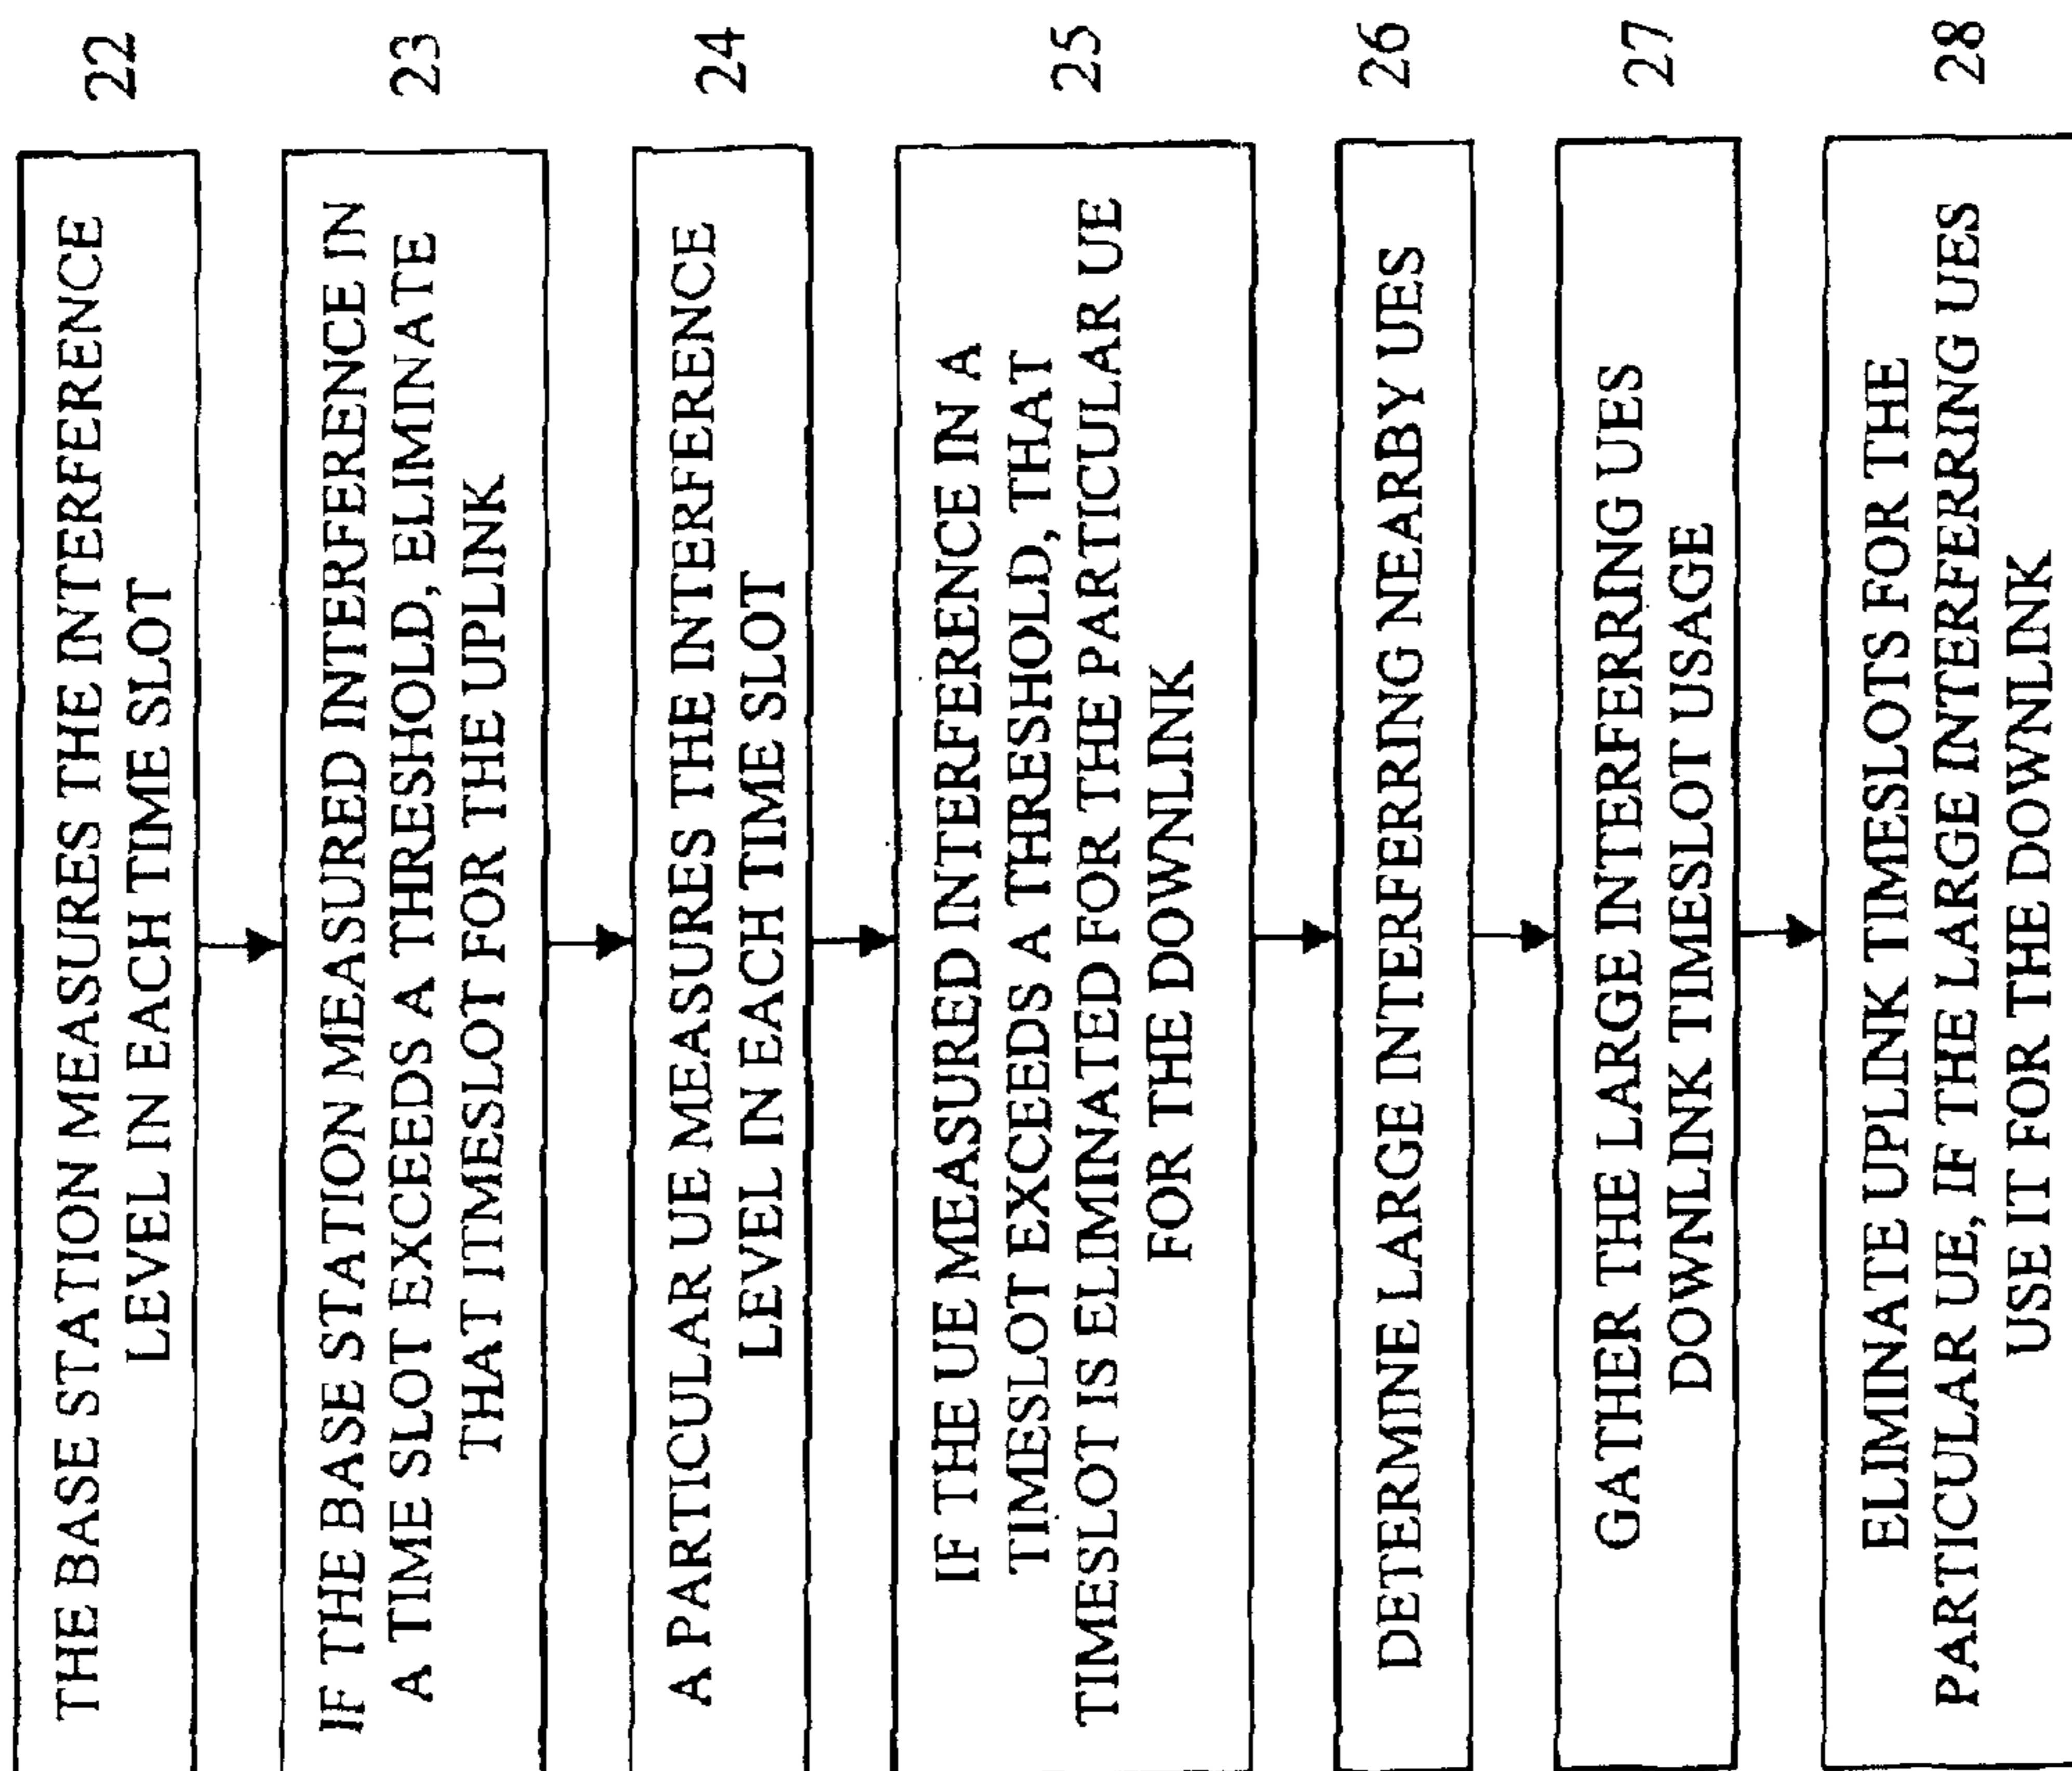 THE BASE STATION MEASURES THE INTERFERENCE
LEVEL IN EACH TIME SLOT
22
IF THE BASE STATION MEASURED INTERFERENCE IN
A TIME SLOT EXCEEDS A THRESHOLD, ELIMINATE
THAT ITMESLOT FOR THE UPLINK
23
A PARTICULAR UE MEASURES THE INTERFERENCE
LEVEL IN EACH TIME SLOT
24
IF THE UE MEASURED INTERFERENCE IN A
TIMESLOT EXCEEDS A THRESHOLD, THAT
TIMESLOT IS ELIMINATED FOR THE PARTICULAR UE
FOR THE DOWNLINK
25
DETERMINE LARGE INTERFERRING NEARBY UES
26
GATHER THE LARGE INTERFERRING UES
DOWNLINK TIMESLOT USAGE
27
ELIMINATE UPLINK TIMESLOTS FOR THE
PARTICULAR UE, IF THE LARGE INTERFERRING UES
USE IT FOR THE DOWNLINK
28